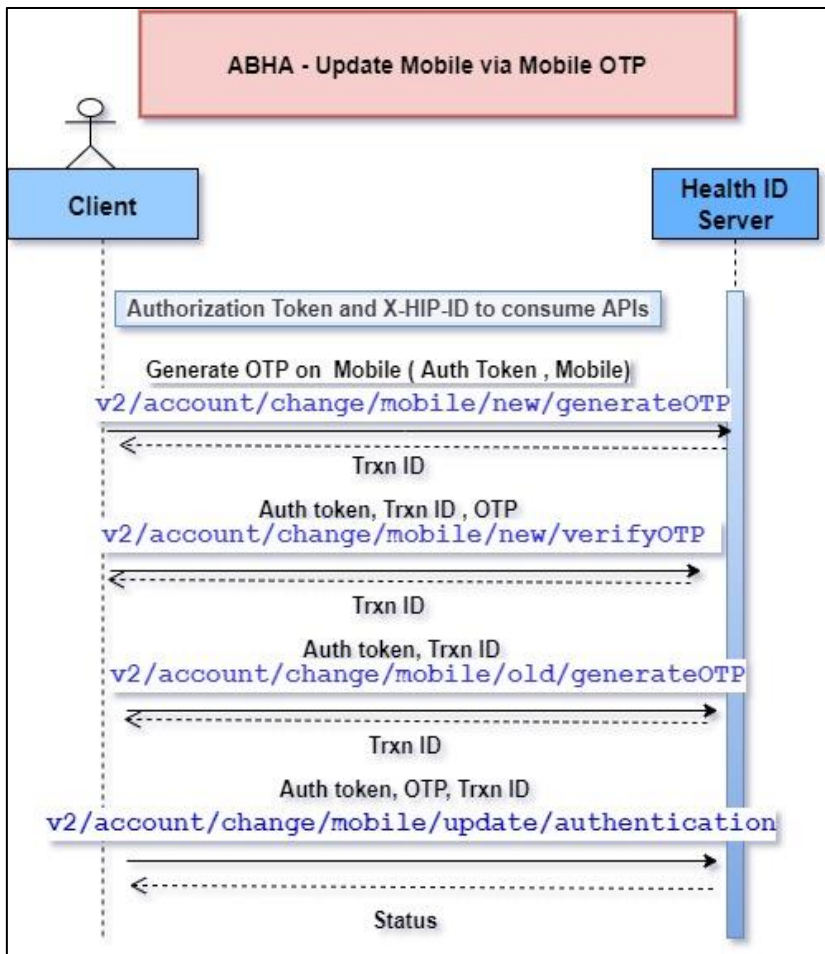 ABHA - Update Mobile via Mobile OTP
Client
Health ID
Server
Authorization Token and X-HIP-ID to consume APIs
Generate OTP on Mobile ( Auth Token , Mobile)
v2/account/change/mobile/new/generateOTP
Trxn ID
Auth token, Trxn ID , OTP
v2/account/change/mobile/new/verifyOTP
Trxn ID
Auth token, Trxn ID
v2/account/change/mobile/old/generateOTP
Trxn ID
Auth token, OTP, Trxn ID
v2/account/change/mobile/update/authentication
Status